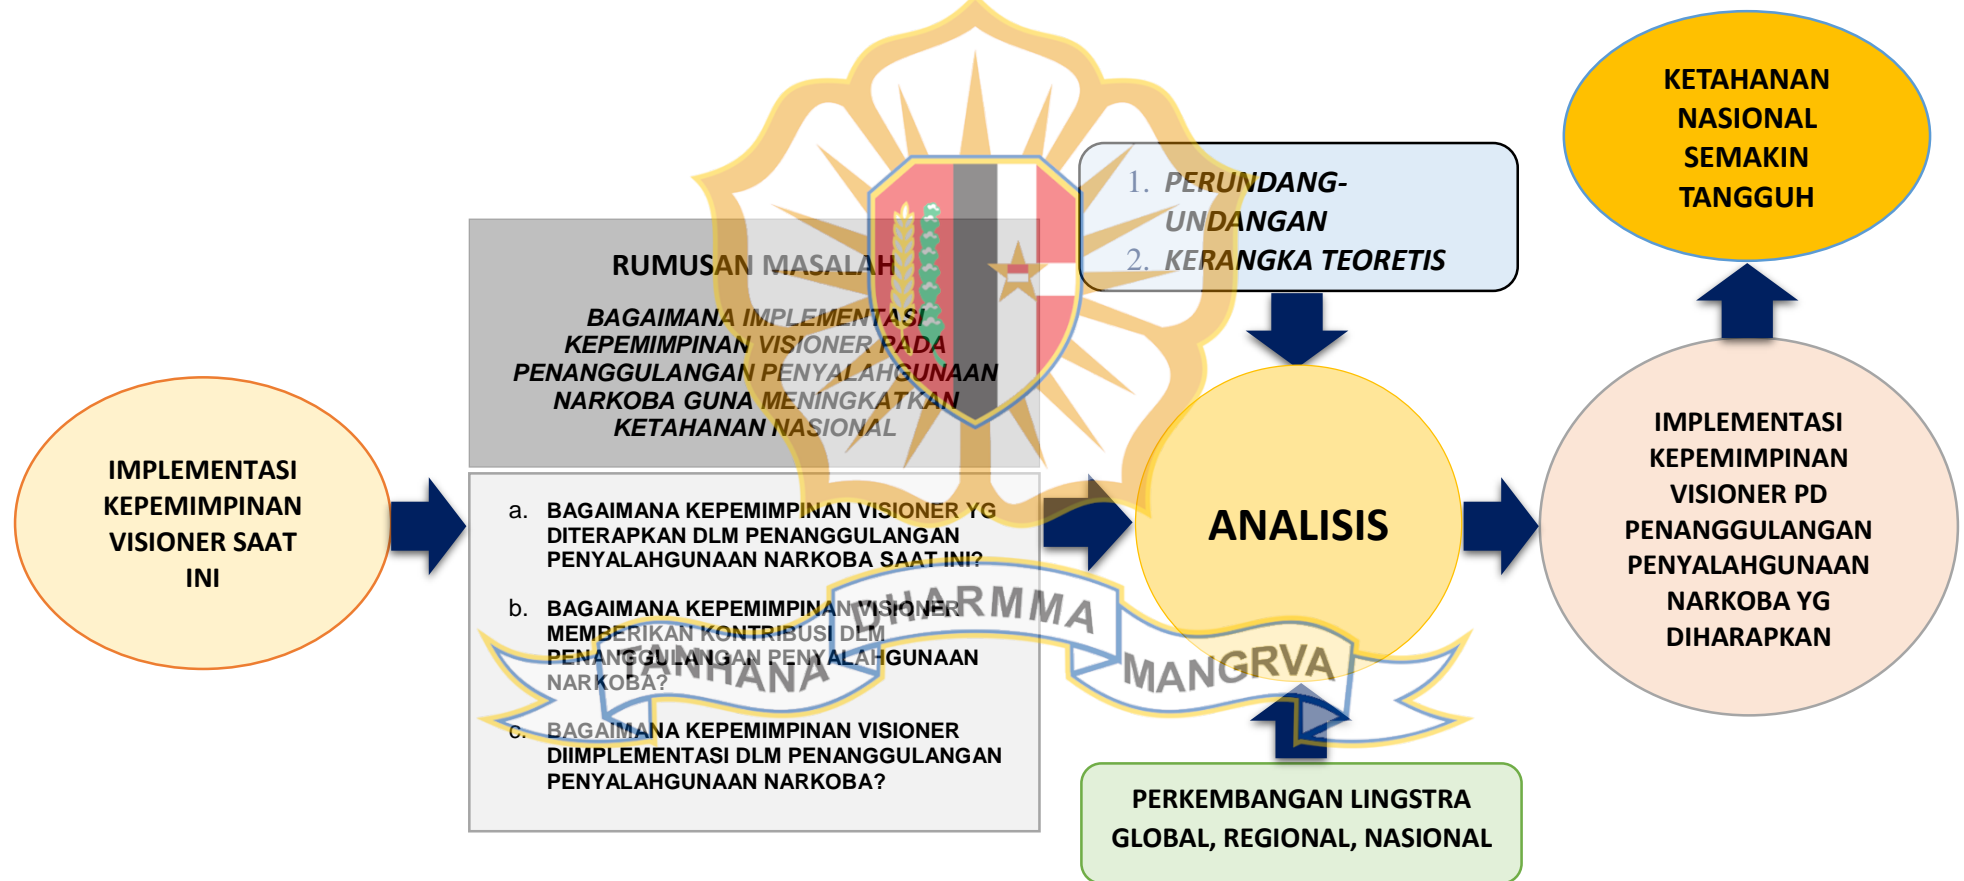 IMPLEMENTASI
KEPEMIMPINAN
VISIONER SAAT
INI
RUMUSAN MASALAH
BAGAIMANA IMPLEMENTASI
KEPEMIMPINAN VISIONER PADA
PENANGGULANGAN PENYALAHGUNAAN
NARKOBA GUNA MENINGKATKAN
KETAHANAN NASIONAL
a. BAGAIMANA KEPEMIMPINAN VISIONER YG
DITERAPKAN DLM PENANGGULANGAN
PENYALAHGUNAAN NARKOBA SAAT INI?
b. BAGAIMANA KEPEMIMPINAN VISIONER
MEMBERIKAN KONTRIBUSI DLM
PENANGGULANGAN PENYALAHGUNAAN
NARKOBA?
c. BAGAIMANA KEPEMIMPINAN VISIONER
DIIMPLEMENTASI DLM PENANGGULANGAN
PENYALAHGUNAAN NARKOBA?
1. PERUNDANG-
UNDANGAN
2. KERANGKA TEORETIS
ANALISIS
PERKEMBANGAN LINGSTRA
GLOBAL, REGIONAL, NASIONAL
IMPLEMENTASI
KEPEMIMPINAN
VISIONER PD
PENANGGULANGAN
PENYALAHGUNAAN
NARKOBA YG
DIHARAPKAN
KETAHANAN
NASIONAL
SEMAKIN
TANGGUH
TANHANA DHARMMA MANGRVA